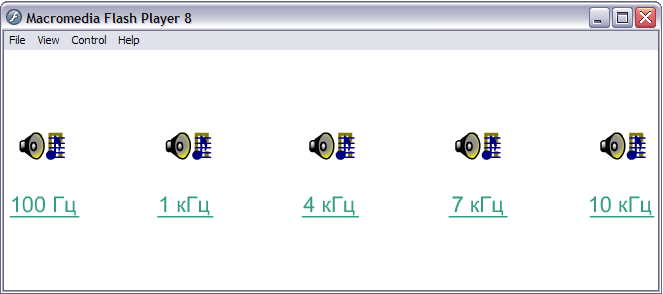 Macromedia Flash Player 8
File View Control Help
100 Гц 1 кГц 4 кГц 7 кГц 10 кГц